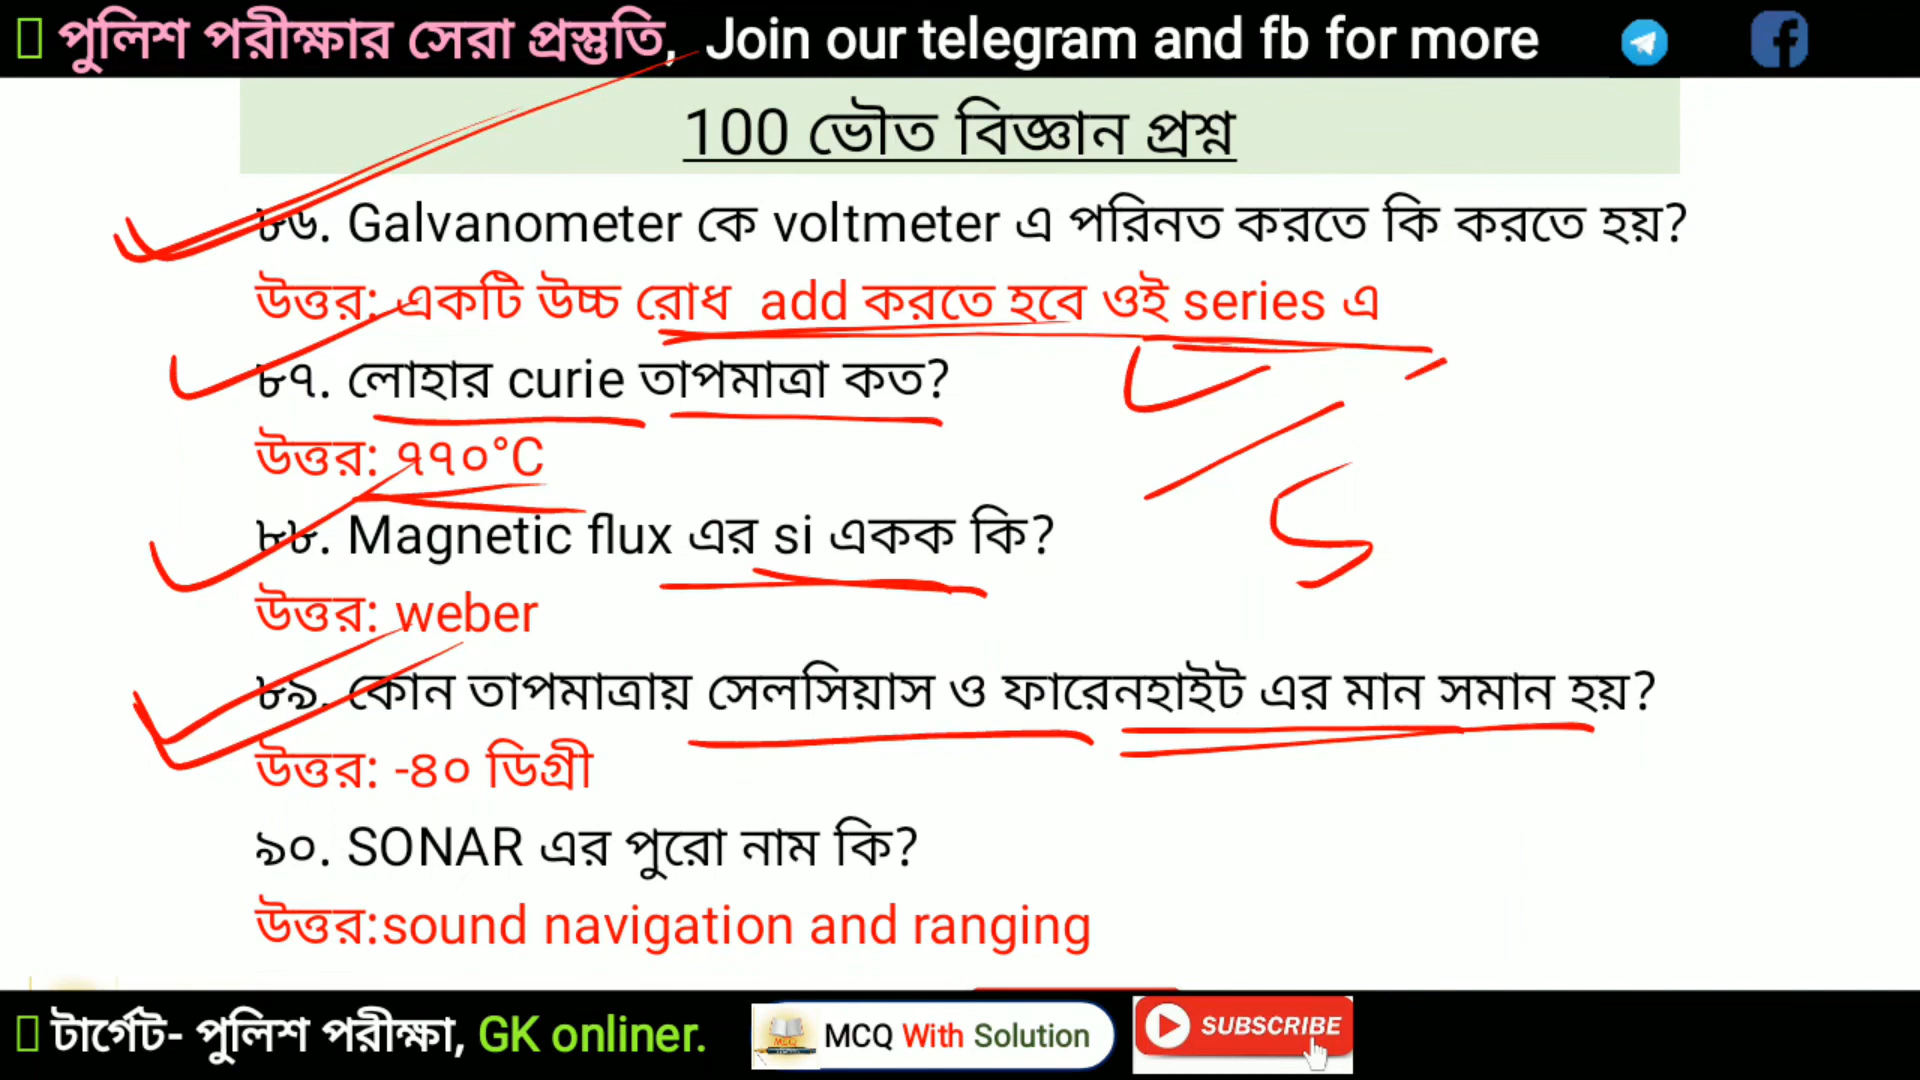 পুলিশ পরীক্ষার সেরা প্রস্তুতি, Join our telegram and fb for more
100 ভৌত বিজ্ঞান প্রশ্ন
৮৬. Galvanometer কে voltmeter এ পরিনত করতে কি করতে হয়?
উত্তর: একটি উচ্চ রোধ add করতে হবে ওই series এ
৮৭. লোহার curie তাপমাত্রা কত?
উত্তর: ৭৭০°C
৮৮. Magnetic flux এর si একক কি?
উত্তর: weber
৮৯. কোন তাপমাত্রায় সেলসিয়াস ও ফারেনহাইট এর মান সমান হয়?
উত্তর: -৪০ ডিগ্রী
৯০. SONAR এর পুরো নাম কি?
উত্তর:sound navigation and ranging
টার্গেট- পুলিশ পরীক্ষা, GK onliner. MCQ With Solution SUBSCRIBE